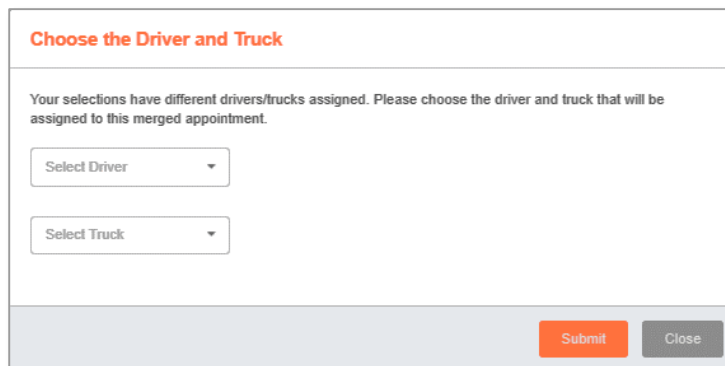 Choose the Driver and Truck
Your selections have different drivers/trucks assigned. Please choose the driver and truck that will be
assigned to this merged appointment.
Select Driver
Select Truck
Submit Close